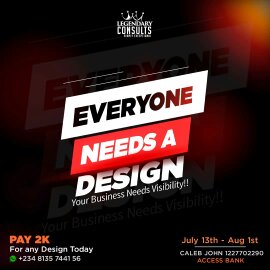 LEGENDARY
CONSULTS
EVERYONE
NEEDS A
DESIGN
Your Business Needs Visibility!!
PAY 2K
For any Design Today
+234 8135 7441 56
July 13th - Aug 1st
CALEB JOHN 1227702290
ACCESS BANK